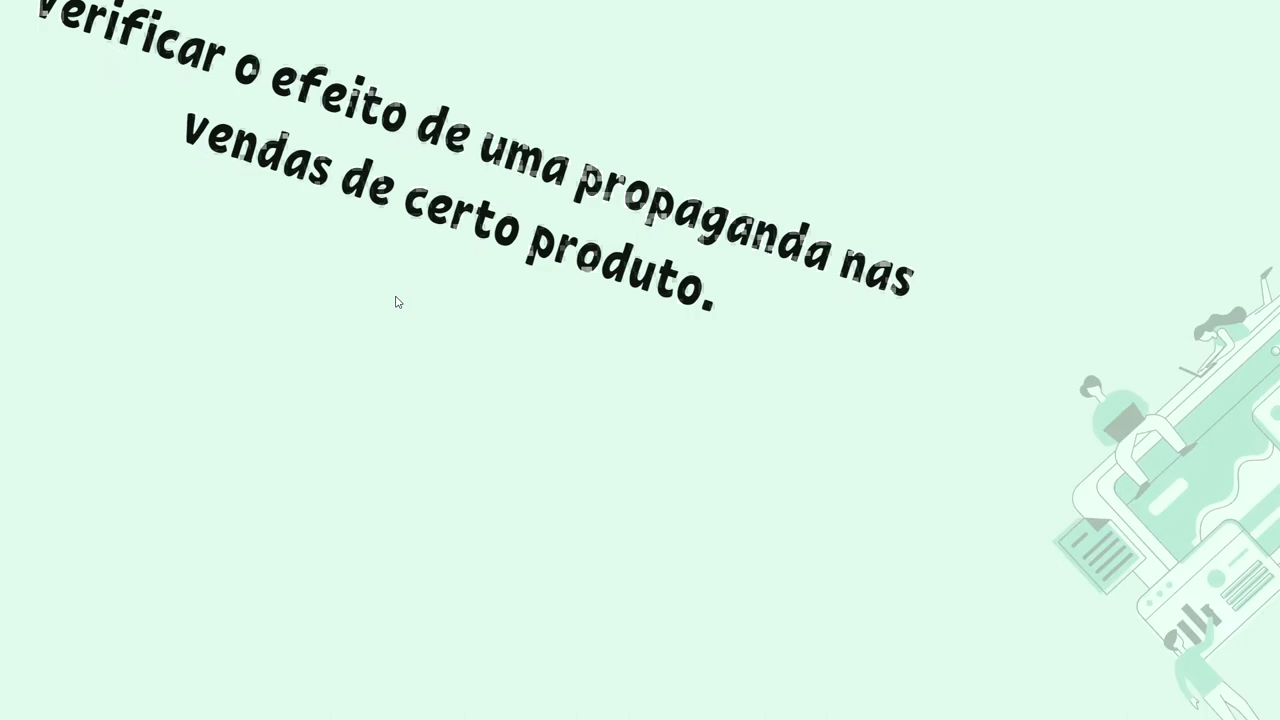 Verificar o efeito de uma propaganda nas
vendas de certo produto.